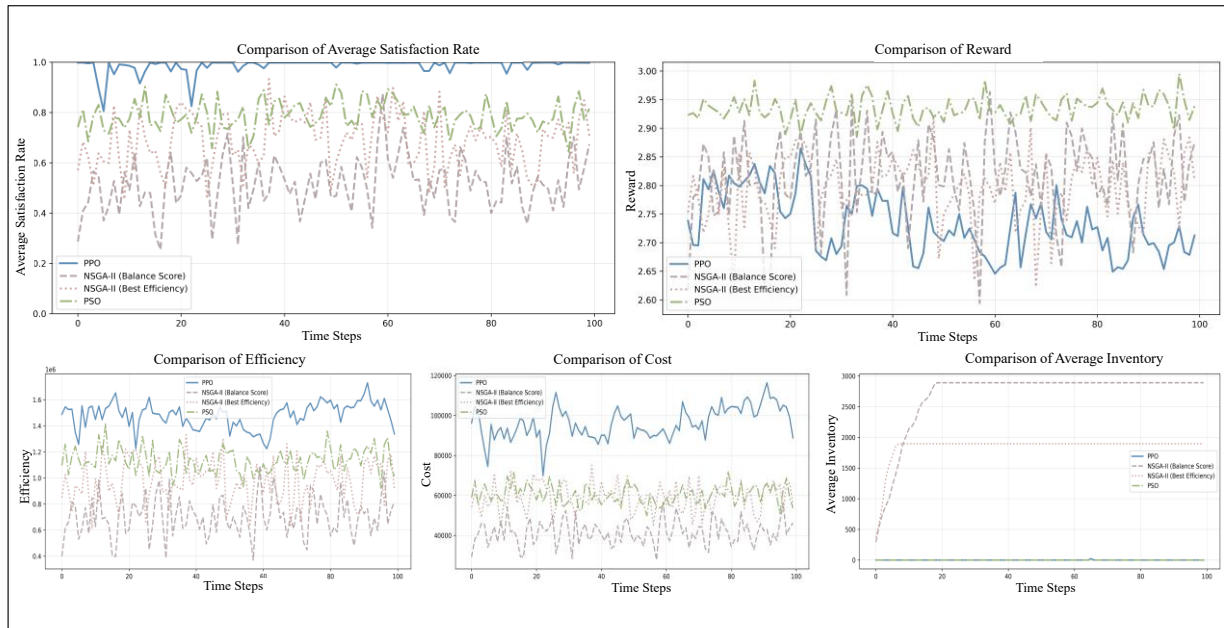 Comparison of Average Satisfaction Rate
Average Satisfaction Rate
1.0
0.8
0.6
0.4
0.2
0.0
PPO
NSGA-II (Balance Score)
NSGA-II (Best Efficiency)
PSO
0 20 40 60 80 100
Time Steps
Comparison of Reward
Reward
3.00
2.95
2.90
2.85
2.80
2.75
2.70
2.65
2.60
PPO
NSGA-II (Balance Score)
NSGA-II (Best Efficiency)
PSO
0 20 40 60 80 100
Time Steps
Comparison of Efficiency
1e6
Efficiency
1.6
1.4
1.2
1.0
0.8
0.6
0.4
PPO
NSGA-II (Balance Score)
NSGA-II (Best Efficiency)
PSO
0 20 40 60 80 100
Time Steps
Comparison of Cost
Cost
120000
100000
80000
60000
40000
PPO
NSGA-II (Balance Score)
NSGA-II (Best Efficiency)
PSO
0 20 40 60 80 100
Time Steps
Comparison of Average Inventory
Average Inventory
3000
2500
2000
1500
1000
500
0
PPO
NSGA-II (Balance Score)
NSGA-II (Best Efficiency)
PSO
0 20 40 60 80 100
Time Steps